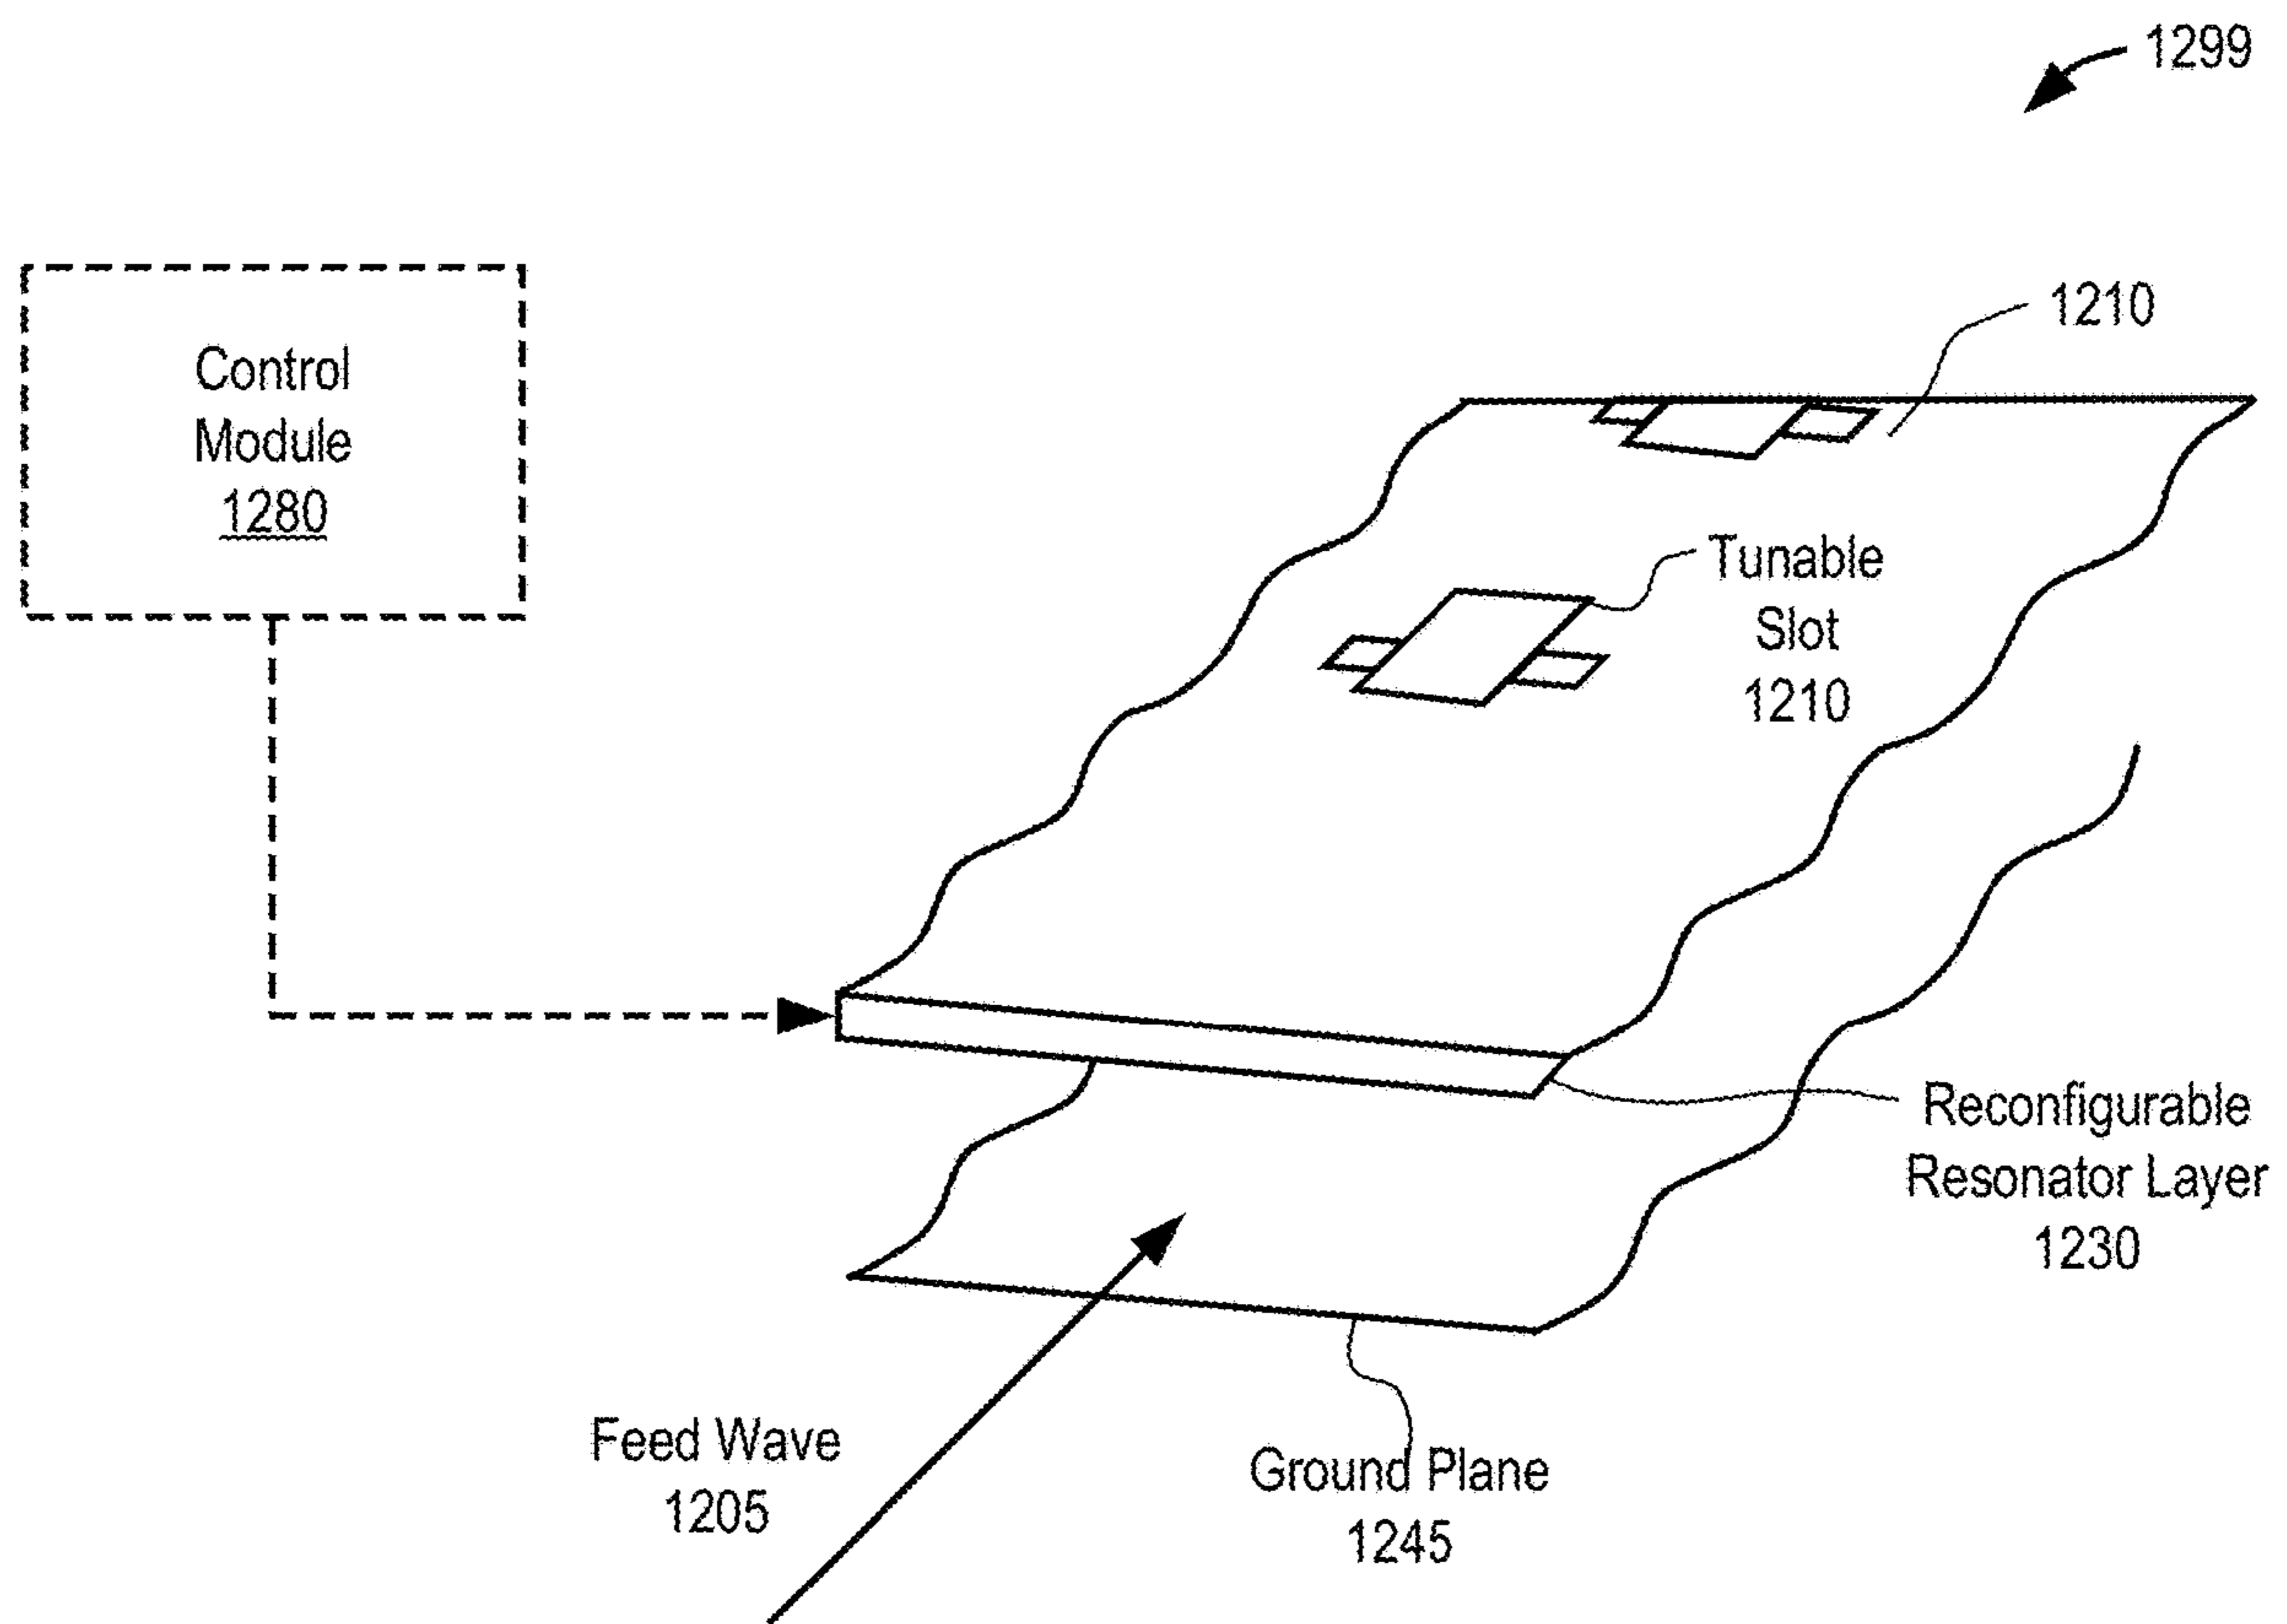 1299
1210
Control
Module
1280
Tunable
Slot
1210
Reconfigurable
Resonator Layer
1230
Feed Wave
1205
Ground Plane
1245